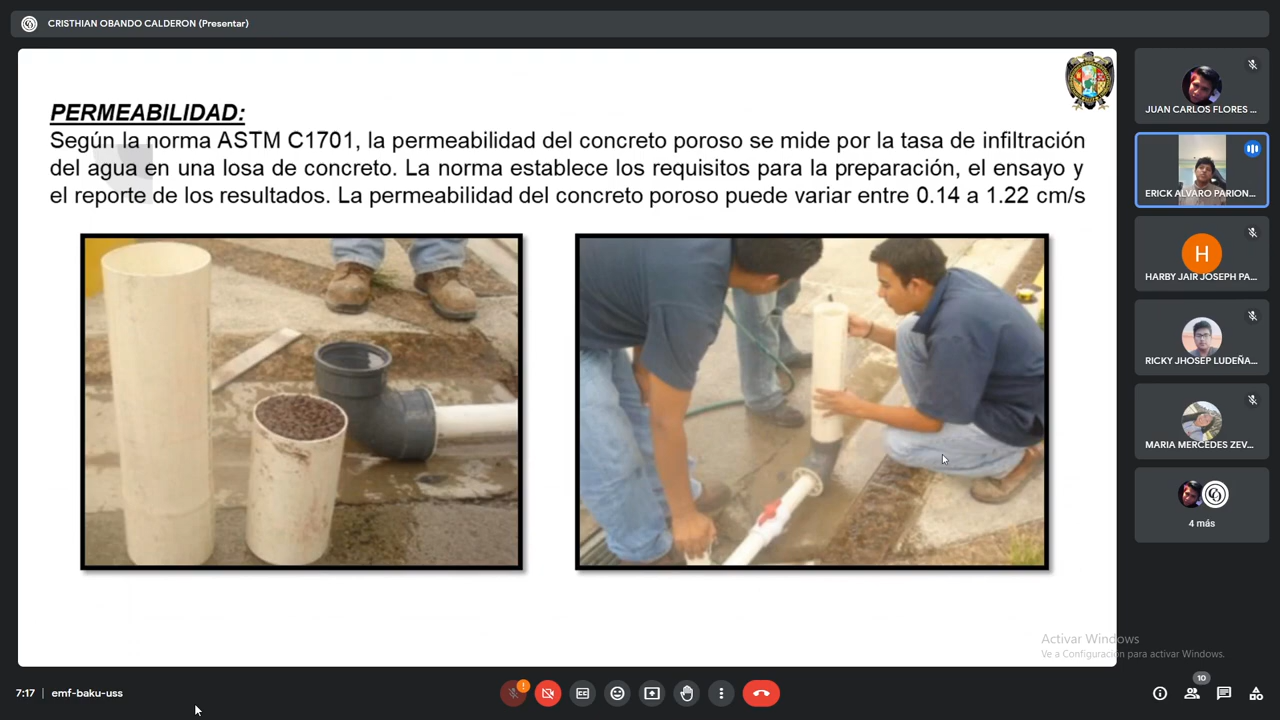 CRISTHIAN OBANDO CALDERON (Presentar)
PERMEABILIDAD:
Según la norma ASTM C1701, la permeabilidad del concreto poroso se mide por la tasa de infiltración
del agua en una losa de concreto. La norma establece los requisitos para la preparación, el ensayo y
el reporte de los resultados. La permeabilidad del concreto poroso puede variar entre 0.14 a 1.22 cm/s
JUAN CARLOS FLORES ...
ERICK ALVARO PARION...
H
HARBY JAIR JOSEPH PA...
RICKY JHOSEP LUDEÑA...
MARIA MERCEDES ZEV...
4 más
Activar Windows
Ve a Configuración para activar Windows.
7:17 | emf-baku-uss
10